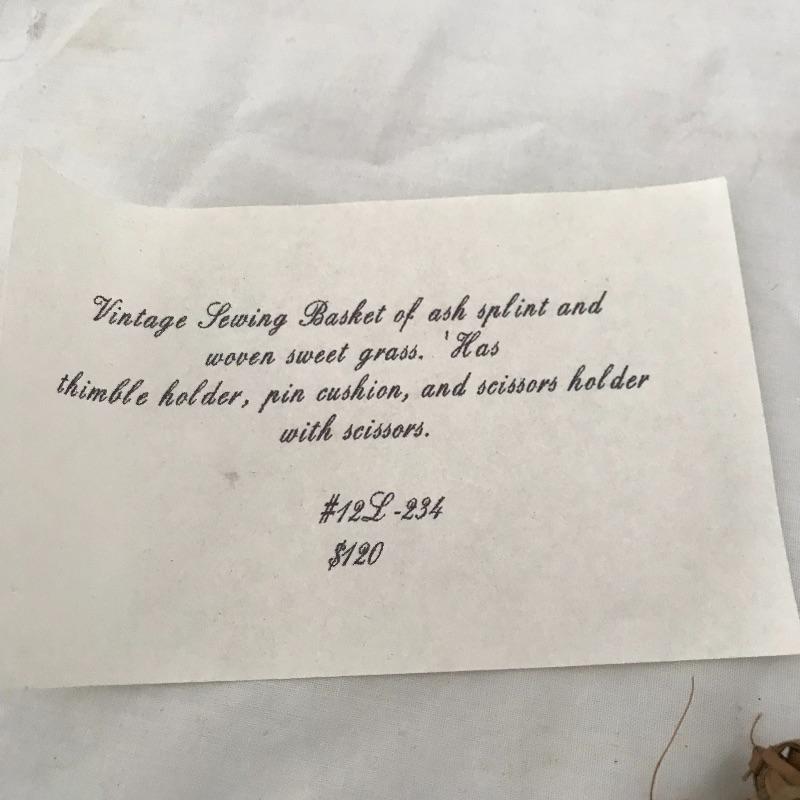 Vintage Sewing Basket of ash splint and
woven sweet grass. 'Has
thimble holder, pin cushion, and scissors holder
with scissors.
#12L-234
$120